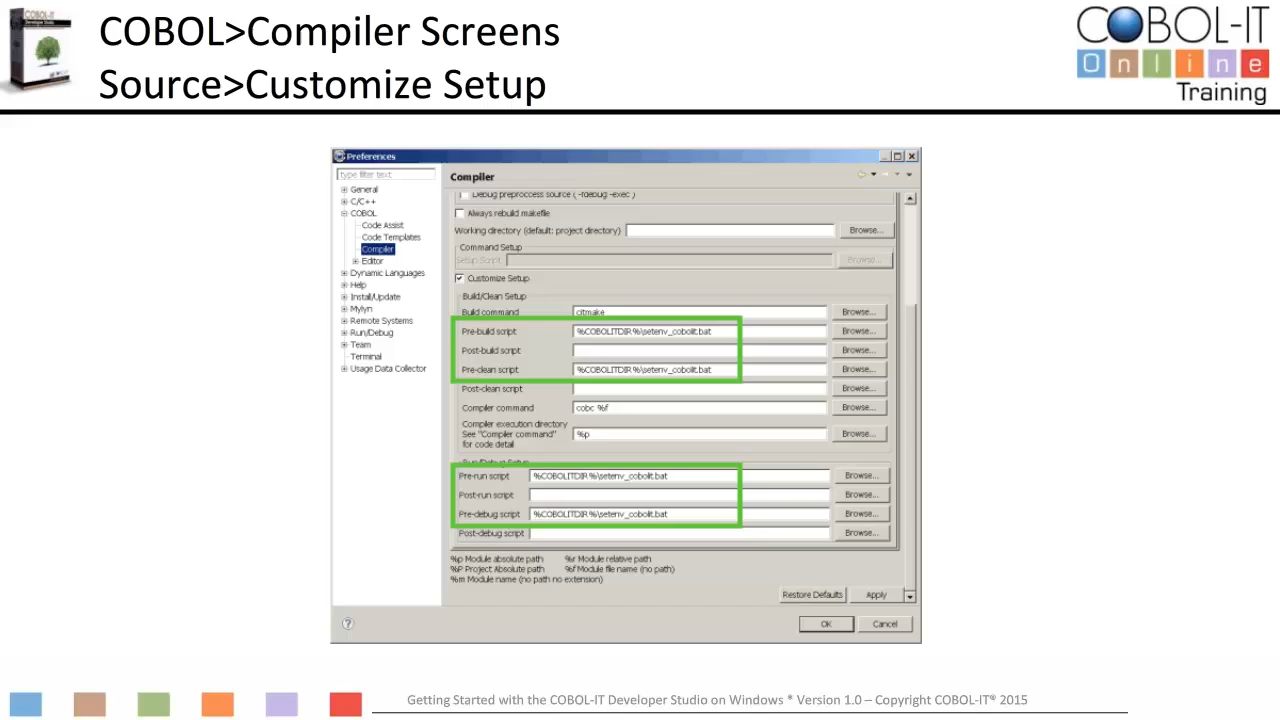 COBOL>Compiler Screens
Source>Customize Setup
COBOL-IT
Online
Training
Preferences
type filter text
General
C/C++
COBOL
Code Assist
Code Templates
Compiler
Editor
Dynamic Languages
Help
Install/Update
Mylyn
Remote Systems
Run/Debug
Team
Terminal
Usage Data Collector
Compiler
Debug preproccess source ( -fdebug -exec )
Always rebuild makefile
Working directory (default: project directory)
Browse...
Command Setup
Setup Script
Browse...
Customize Setup
Build/Clean Setup
Build command
citmake
Browse...
Pre-build script
%COBOLITDIR%\setenv_cobolit.bat
Browse...
Post-build script
Browse...
Pre-clean script
%COBOLITDIR%\setenv_cobolit.bat
Browse...
Post-clean script
Browse...
Compiler command
cobc %f
Browse...
Compiler execution directory
See "Compiler command"
for code detail
%p
Browse...
Run/Debug Setup
Pre-run script
%COBOLITDIR%\setenv_cobolit.bat
Browse...
Post-run script
Browse...
Pre-debug script
%COBOLITDIR%\setenv_cobolit.bat
Browse...
Post-debug script
Browse...
%p Module absolute path %r Module relative path
%P Project Absolute path %f Module file name (no path)
%m Module name (no path no extension)
Restore Defaults
Apply
OK
Cancel
Getting Started with the COBOL-IT Developer Studio on Windows * Version 1.0 – Copyright COBOL-IT® 2015